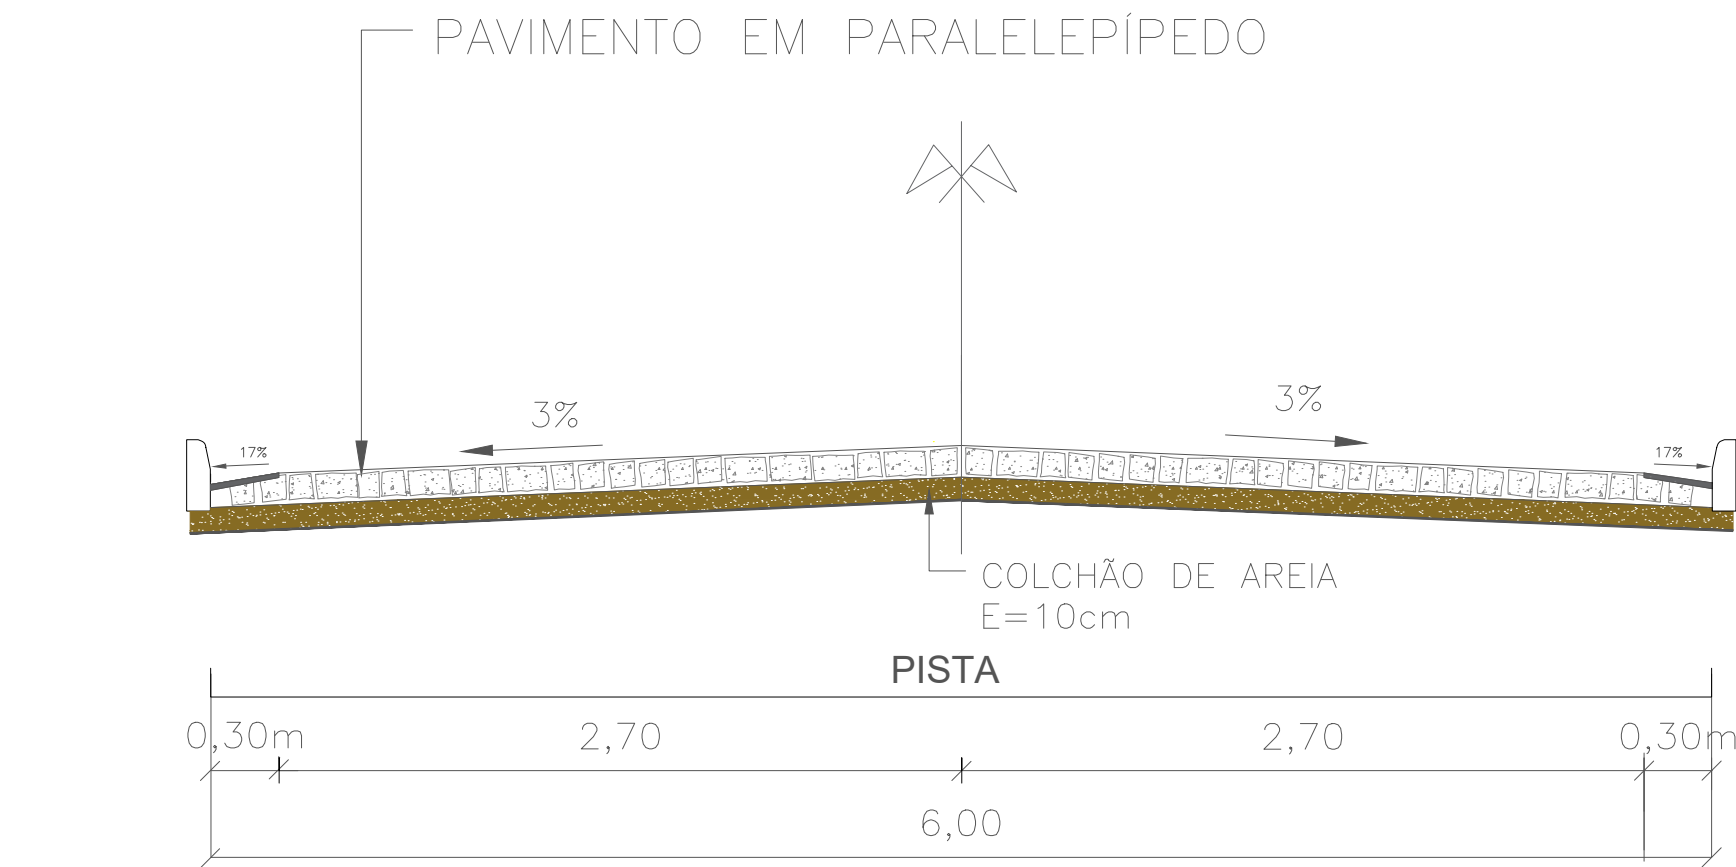 PAVIMENTO EM PARALELEPÍPEDO
3%
3%
17%
17%
COLCHÃO DE AREIA
E=10cm
PISTA
0,30m
2,70
2,70
0,30m
6,00